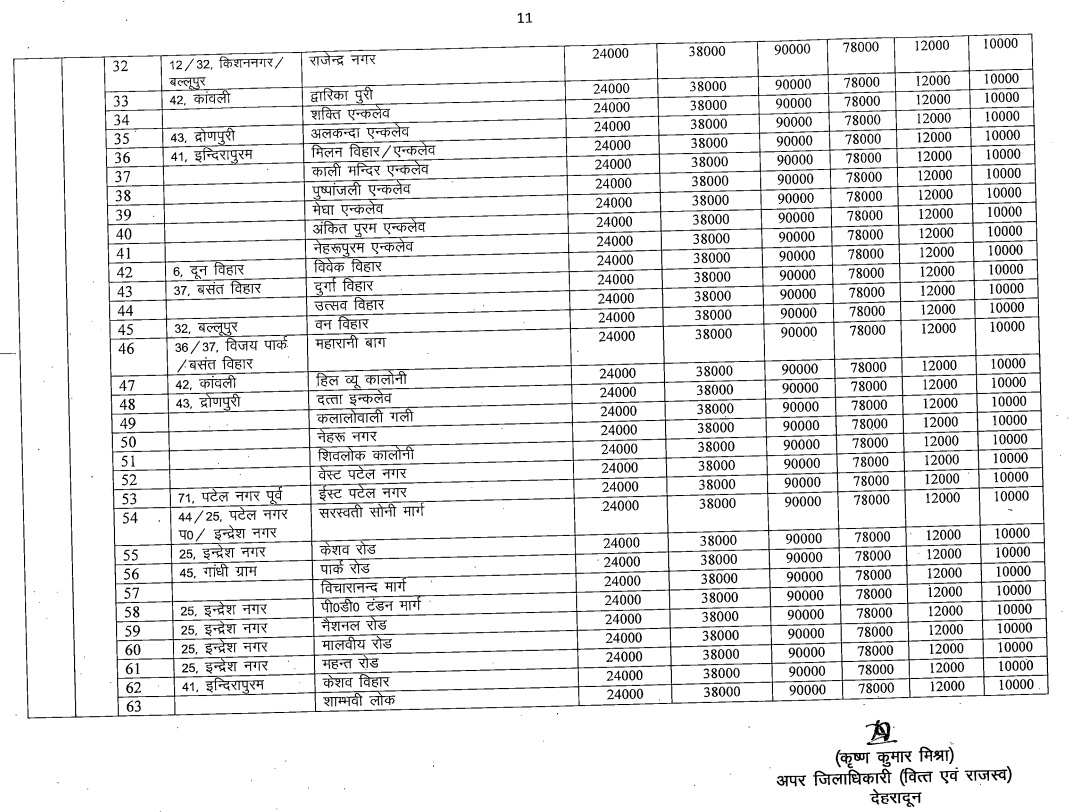 11
32 12/32, किशननगर/ राजेन्द्र नगर 24000 38000 90000 78000 12000 10000
बल्लूपुर
33 42, कांवली द्वारिका पुरी 24000 38000 90000 78000 12000 10000
34 शक्ति एन्कलेव 24000 38000 90000 78000 12000 10000
35 43, द्रोणपुरी अलकन्दा एन्कलेव 24000 38000 90000 78000 12000 10000
36 41, इन्दिरापुरम मिलन विहार/एन्कलेव 24000 38000 90000 78000 12000 10000
37 काली मन्दिर एन्कलेव 24000 38000 90000 78000 12000 10000
38 पुष्पांजली एन्कलेव 24000 38000 90000 78000 12000 10000
39 मेघा एन्कलेव 24000 38000 90000 78000 12000 10000
40 अंकित पुरम एन्कलेव 24000 38000 90000 78000 12000 10000
41 नेहरूपुरम एन्कलेव 24000 38000 90000 78000 12000 10000
42 6, दून विहार विवेक विहार 24000 38000 90000 78000 12000 10000
43 37, बसंत विहार दुर्गा विहार 24000 38000 90000 78000 12000 10000
44 उत्सव विहार 24000 38000 90000 78000 12000 10000
45 32, बल्लूपुर वन विहार 24000 38000 90000 78000 12000 10000
46 36/37, विजय पार्क महारानी बाग 24000 38000 90000 78000 12000 10000
/बसंत विहार
47 42, कांवली हिल व्यू कालोनी 24000 38000 90000 78000 12000 10000
48 43, द्रोणपुरी दत्ता इन्कलेव 24000 38000 90000 78000 12000 10000
49 कलालोवाली गली 24000 38000 90000 78000 12000 10000
50 नेहरू नगर 24000 38000 90000 78000 12000 10000
51 शिवलोक कालोनी 24000 38000 90000 78000 12000 10000
52 वेस्ट पटेल नगर 24000 38000 90000 78000 12000 10000
53 71, पटेल नगर पूर्व ईस्ट पटेल नगर 24000 38000 90000 78000 12000 10000
54 44/25, पटेल नगर सरस्वती सोनी मार्ग 24000 38000 90000 78000 12000 10000
प0/ इन्द्रेश नगर
55 25, इन्द्रेश नगर केशव रोड 24000 38000 90000 78000 12000 10000
56 45, गांधी ग्राम पार्क रोड 24000 38000 90000 78000 12000 10000
57 विचारानन्द मार्ग 24000 38000 90000 78000 12000 10000
58 25, इन्द्रेश नगर पी0डी0 टंडन मार्ग 24000 38000 90000 78000 12000 10000
59 25, इन्द्रेश नगर नैशनल रोड 24000 38000 90000 78000 12000 10000
60 25, इन्द्रेश नगर मालवीय रोड 24000 38000 90000 78000 12000 10000
61 25, इन्द्रेश नगर महन्त रोड 24000 38000 90000 78000 12000 10000
62 41, इन्दिरापुरम केशव विहार 24000 38000 90000 78000 12000 10000
63 शाम्भवी लोक 24000 38000 90000 78000 12000 10000
(कृष्ण कुमार मिश्रा)
अपर जिलाधिकारी (वित्त एवं राजस्व)
देहरादून